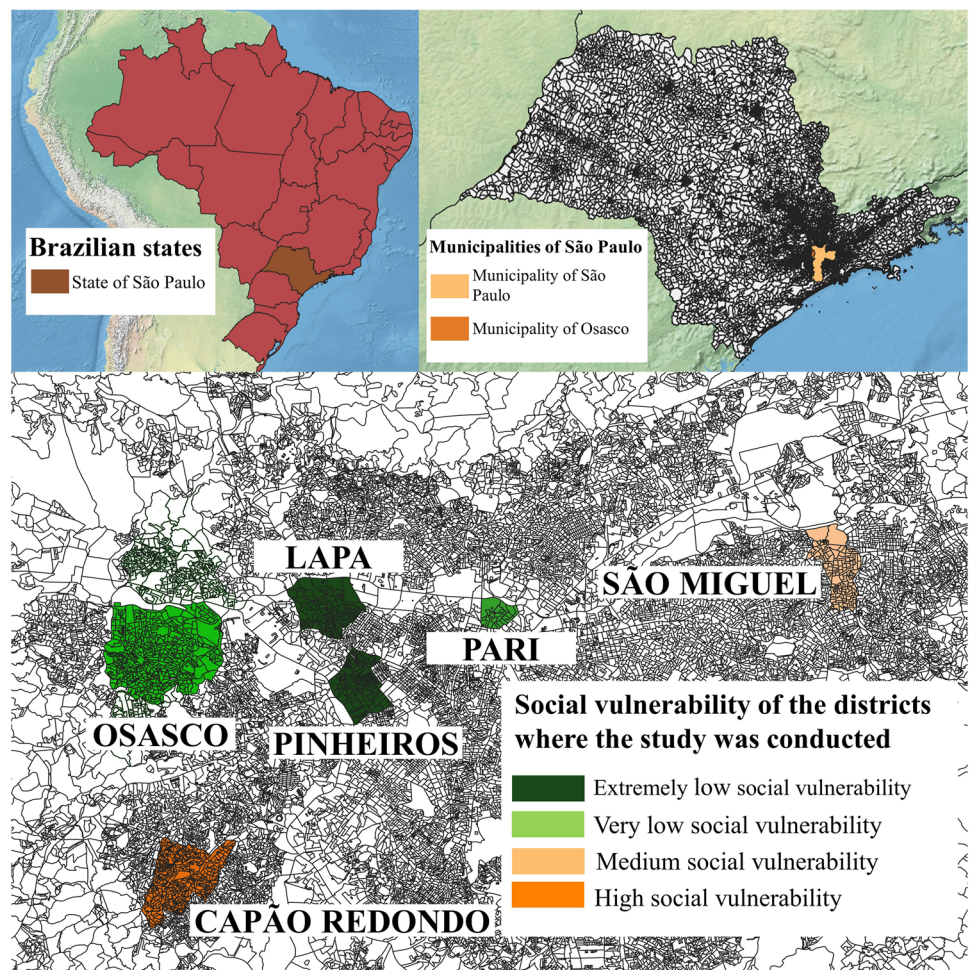 Brazilian states
State of São Paulo
Municipalities of São Paulo
Municipality of São
Paulo
Municipality of Osasco
LAPA
SÃO MIGUEL
PARI
OSASCO
PINHEIROS
CAPÃO REDONDO
Social vulnerability of the districts
where the study was conducted
Extremely low social vulnerability
Very low social vulnerability
Medium social vulnerability
High social vulnerability